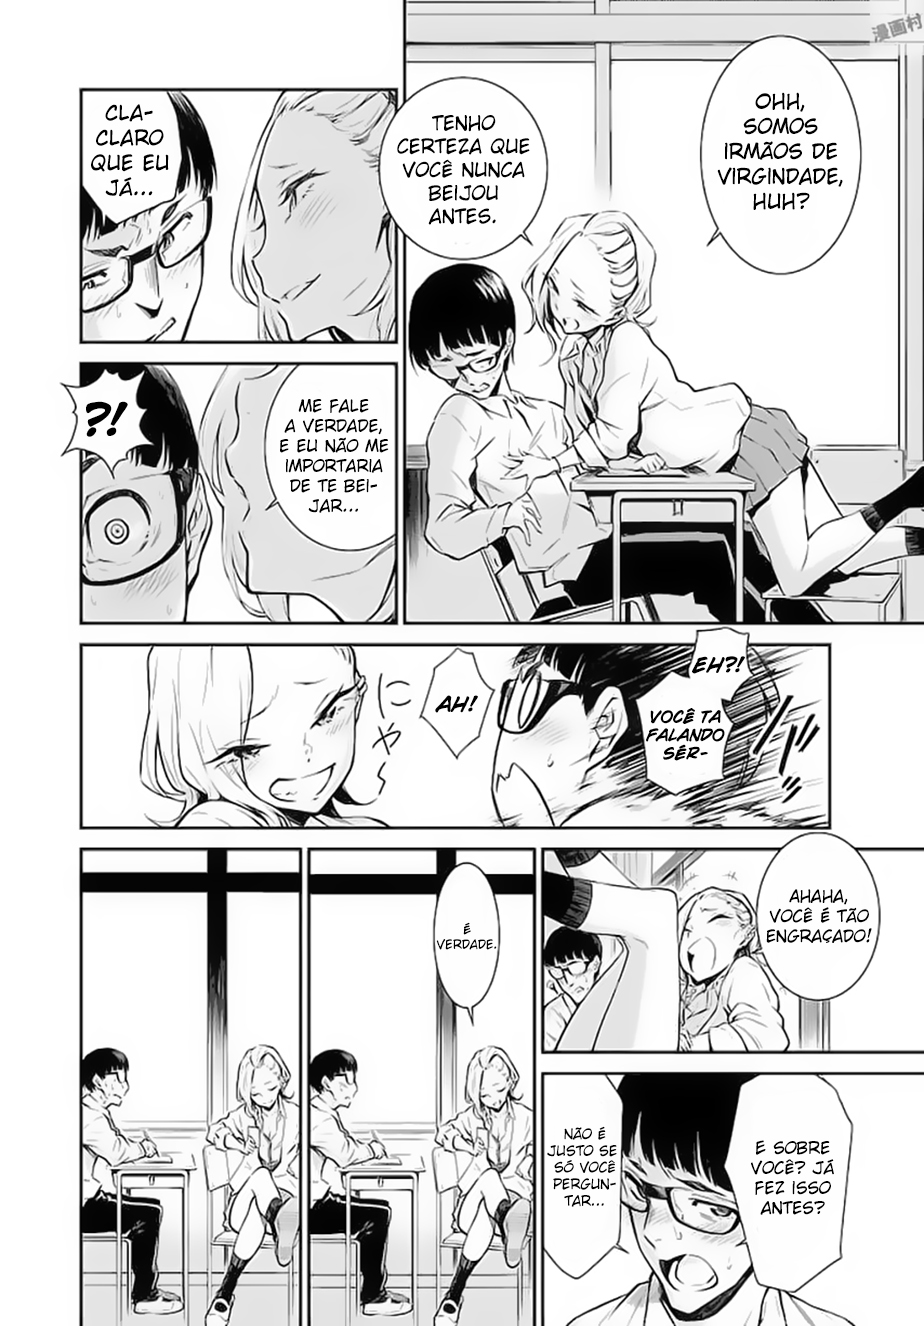 漫画村
OHH,
SOMOS
IRMÃOS DE
VIRGINDADE,
HUH?
TENHO
CERTEZA QUE
VOCÊ NUNCA
BEIJOU
ANTES.
CLA-
CLARO
QUE EU
JÁ...
ME FALE
A VERDADE,
E EU NÃO ME
IMPORTARIA
DE TE BEI-
JAR...
?!
EH?!
VOCÊ TA
FALANDO
SÉR-
AH!
にやˇ
AHAHA,
VOCÊ É TÃO
ENGRAÇADO!
E SOBRE
VOCÊ? JÁ
FEZ ISSO
ANTES?
NÃO É
JUSTO SE
SÓ VOCÊ
PERGUN-
TAR...
É
VERDADE.